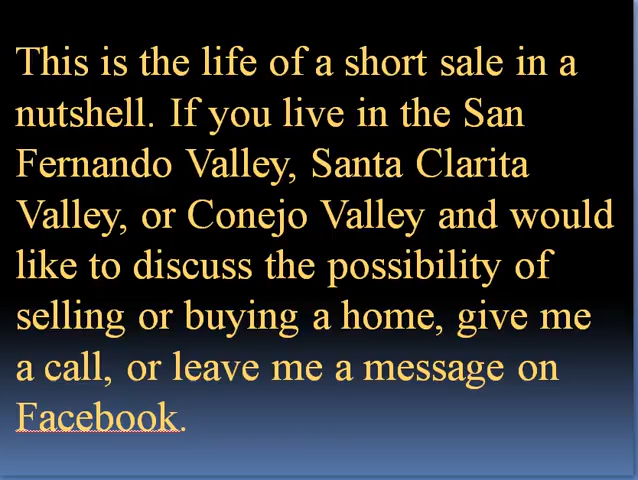 This is the life of a short sale in a
nutshell. If you live in the San
Fernando Valley, Santa Clarita
Valley, or Conejo Valley and would
like to discuss the possibility of
selling or buying a home, give me
a call, or leave me a message on
Facebook.